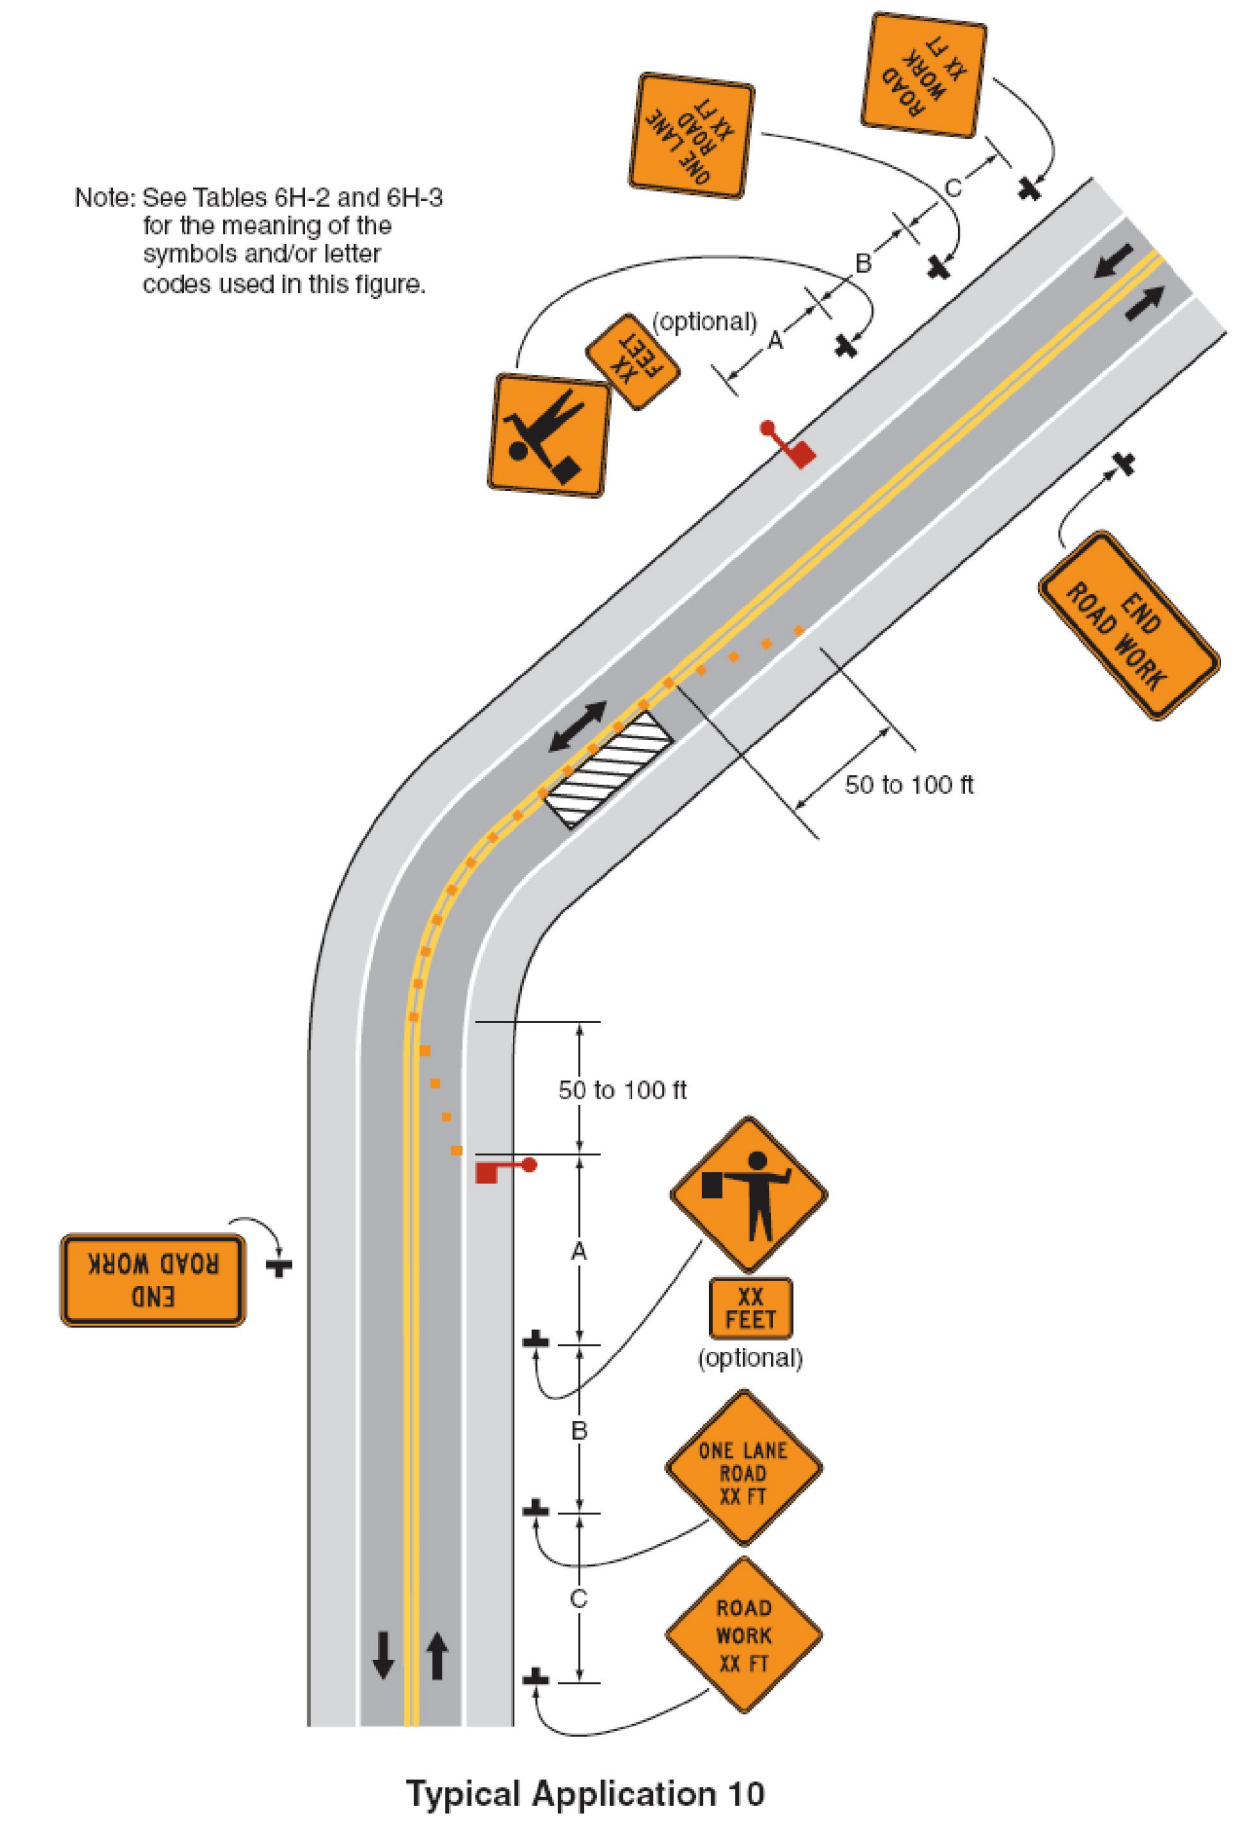 ROAD
WORK
XX FT
ONE LANE
ROAD
XX FT
Note: See Tables 6H-2 and 6H-3
for the meaning of the
symbols and/or letter
codes used in this figure.
C
B
(optional)
A
XX
FEET
END
ROAD WORK
50 to 100 ft
50 to 100 ft
A
END
ROAD WORK
XX
FEET
(optional)
B
ONE LANE
ROAD
XX FT
C
ROAD
WORK
XX FT
Typical Application 10